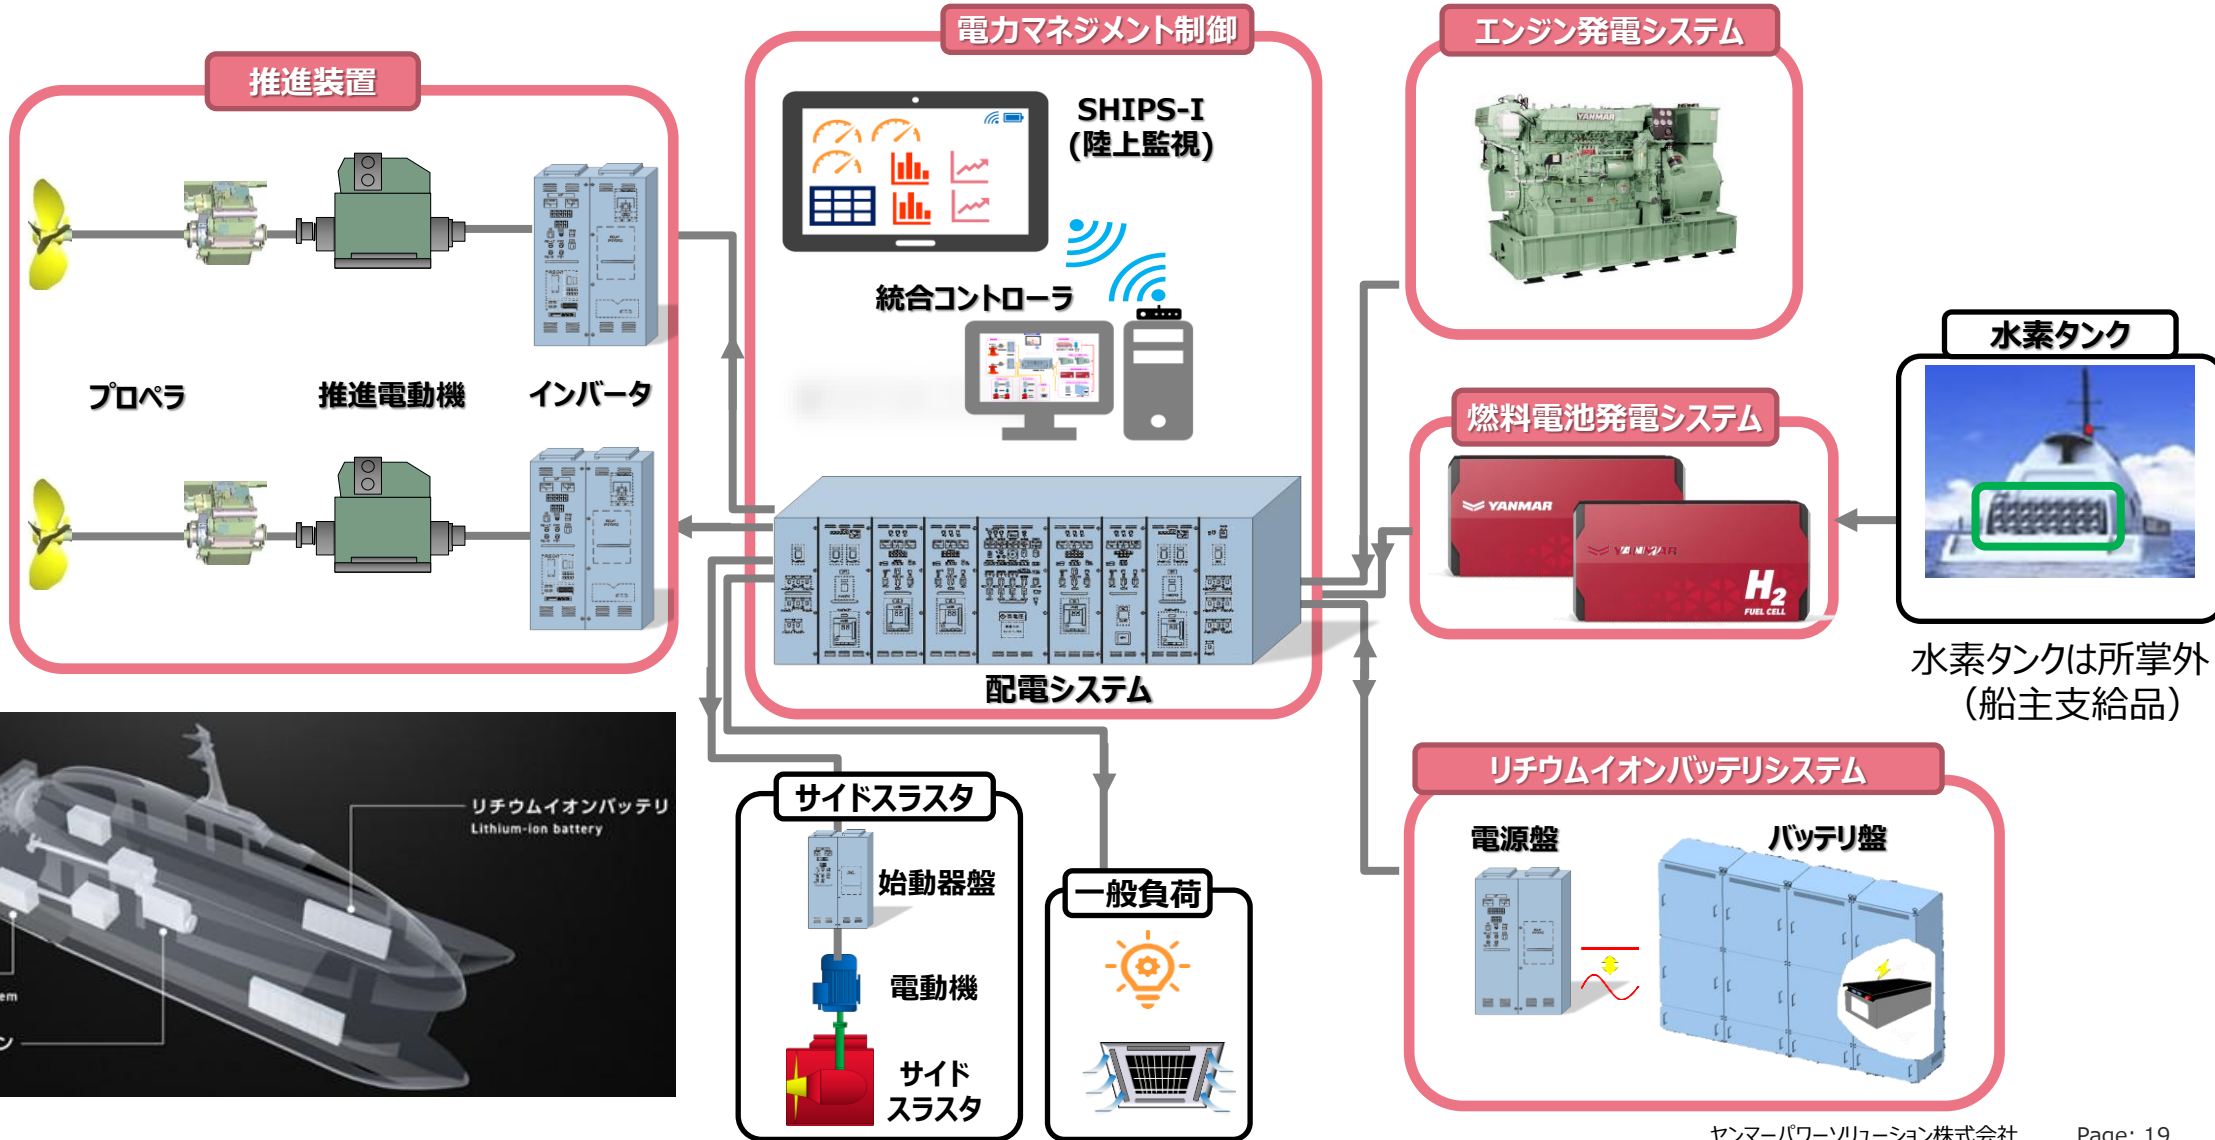 推進装置
電力マネジメント制御
エンジン発電システム
SHIPS-I
(陸上監視)
YANMAR
統合コントローラ
水素タンク
プロペラ
推進電動機
インバータ
燃料電池発電システム
YANMAR
YANMAR
H2
FUEL CELL
配電システム
水素タンクは所掌外
（船主支給品）
リチウムイオンバッテリ
Lithium-ion battery
em
ン
サイドスラスタ
始動器盤
電動機
サイド
スラスタ
一般負荷
リチウムイオンバッテリシステム
電源盤
バッテリ盤
ヤンマーパワーソリューション株式会社
Page: 19